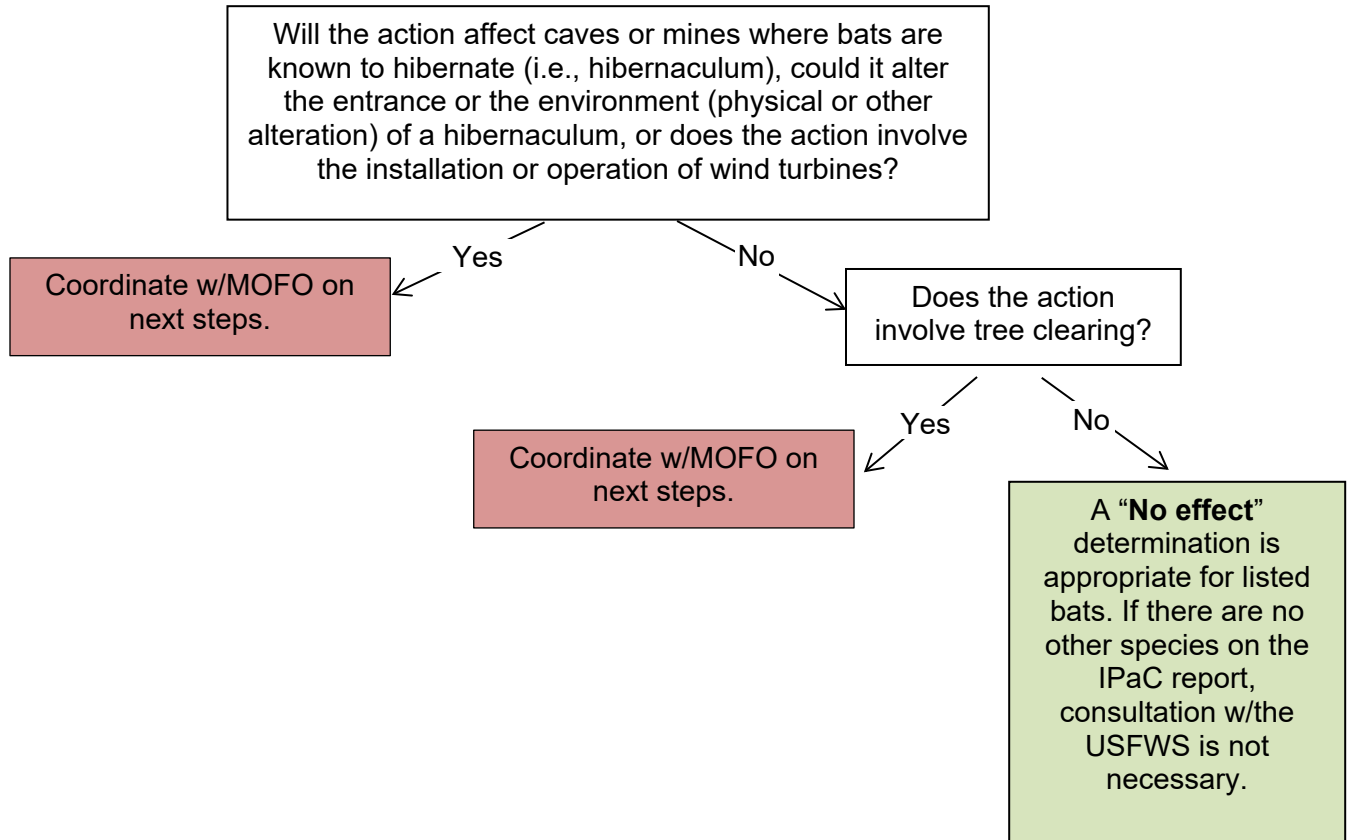 Will the action affect caves or mines where bats are
known to hibernate (i.e., hibernaculum), could it alter
the entrance or the environment (physical or other
alteration) of a hibernaculum, or does the action involve
the installation or operation of wind turbines?
Yes
No
Coordinate w/MOFO on
next steps.
Does the action
involve tree clearing?
Yes
No
Coordinate w/MOFO on
next steps.
A “No effect”
determination is
appropriate for listed
bats. If there are no
other species on the
IPaC report,
consultation w/the
USFWS is not
necessary.